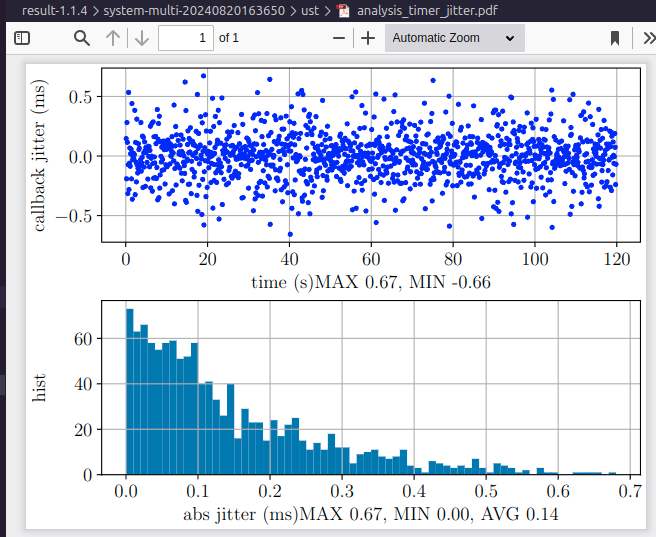 result-1.1.4 > system-multi-20240820163650 > ust > analysis_timer_jitter.pdf
1 of 1
Automatic Zoom
callback jitter (ms)
0.5
0.0
−0.5
0 20 40 60 80 100 120
time (s)MAX 0.67, MIN -0.66
hist
60
40
20
0
0.0 0.1 0.2 0.3 0.4 0.5 0.6 0.7
abs jitter (ms)MAX 0.67, MIN 0.00, AVG 0.14